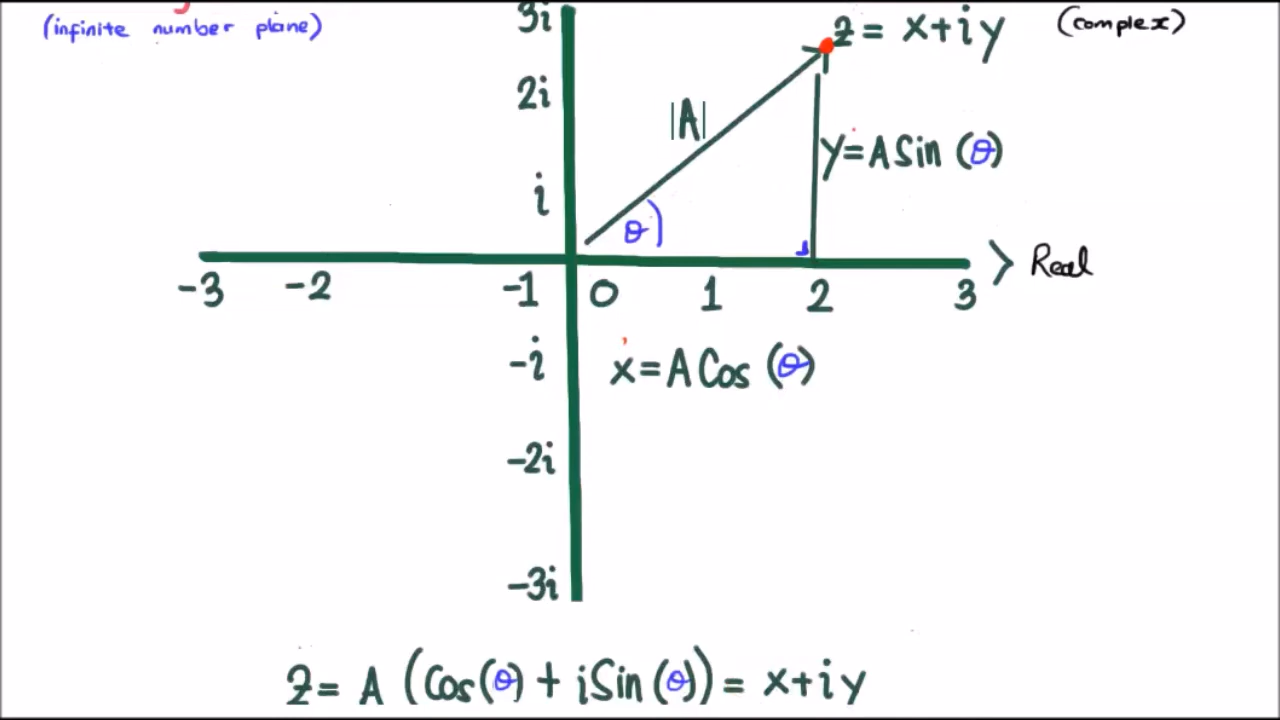 (infinite number plane)
3i
z = x+iy
(complex)
2i
|A|
y=ASin (θ)
i
θ
Real
-3 -2 -1 0 1 2 3
-i
x=ACos (θ)
-2i
-3i
z= A (Cos(θ) + iSin(θ)) = x+iy